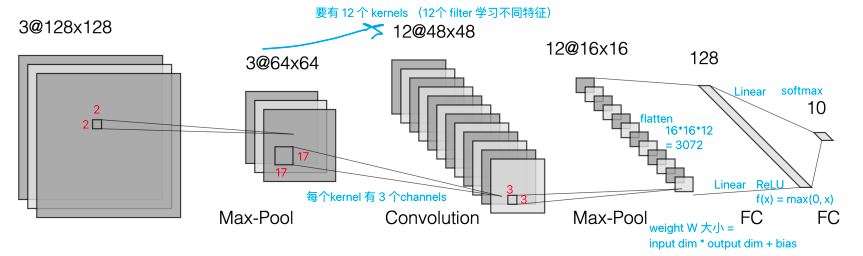 要有 12 个 kernels （12个 filter 学习不同特征）
3@128x128
3@64x64
12@48x48
12@16x16
128
10
2
2
17
17
3
3
Linear
softmax
flatten
16*16*12
= 3072
每个kernel 有 3 个channels
Linear
ReLU
f(x) = max(0, x)
Max-Pool
Convolution
Max-Pool
FC
FC
weight W 大小 =
input dim * output dim + bias